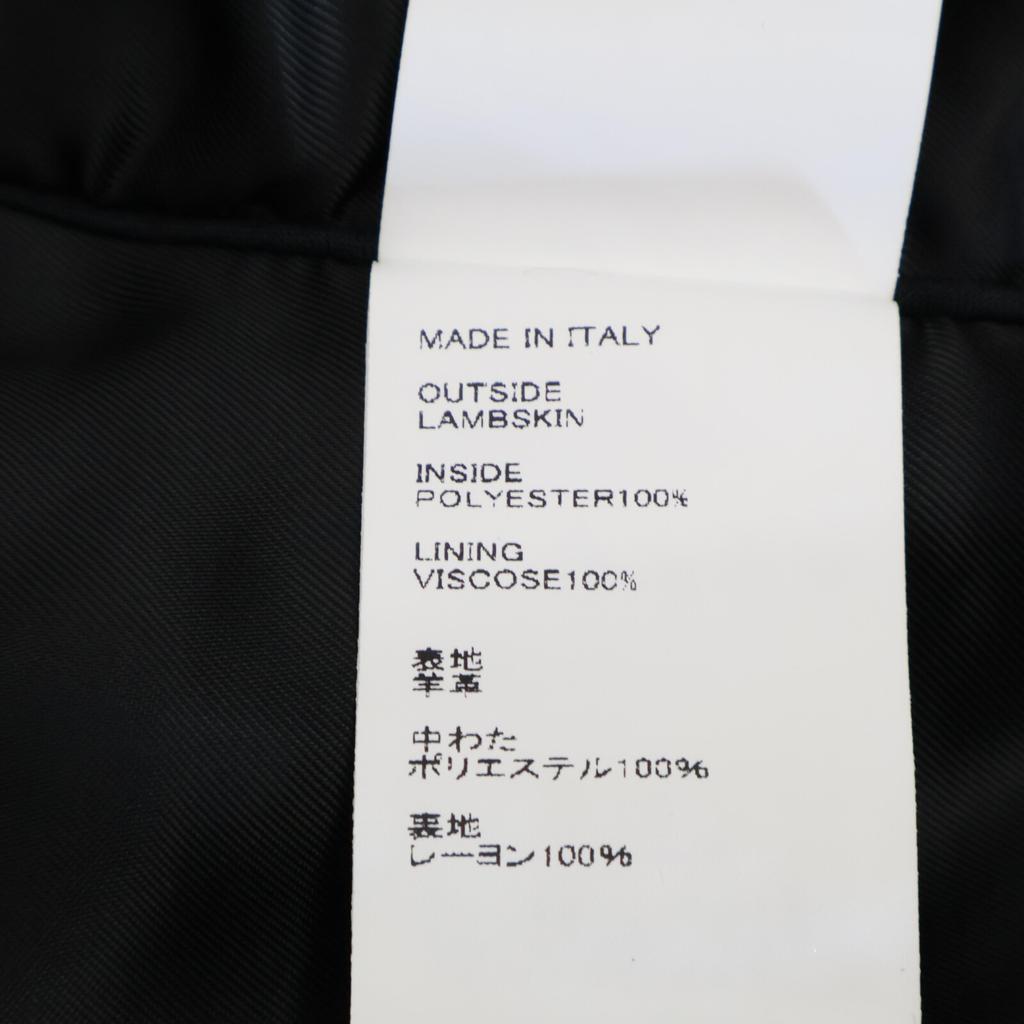 MADE IN ITALY
OUTSIDE
LAMBSKIN
INSIDE
POLYESTER100%
LINING
VISCOSE100%
表地
羊革
中わた
ポリエステル100%
裏地
レーヨン100%